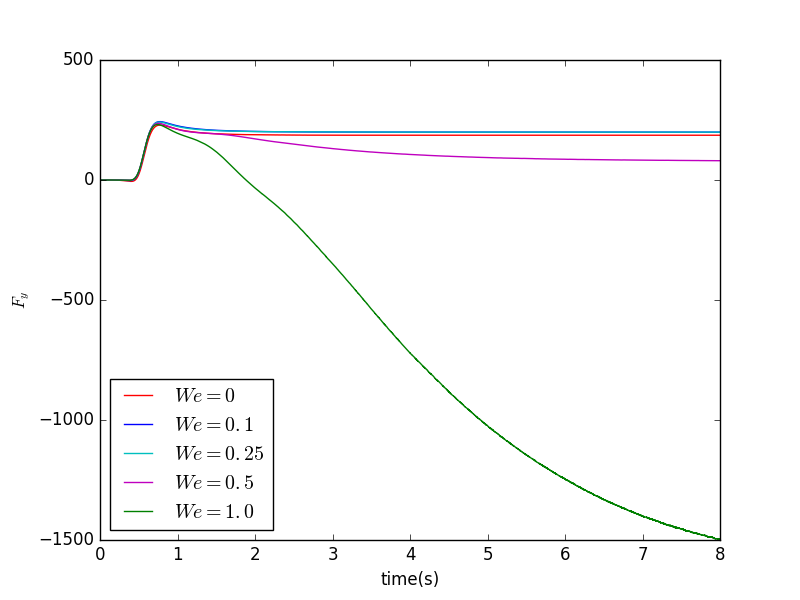 500
0
−500
−1000
−1500
F_y
We = 0
We = 0.1
We = 0.25
We = 0.5
We = 1.0
0 1 2 3 4 5 6 7 8
time(s)